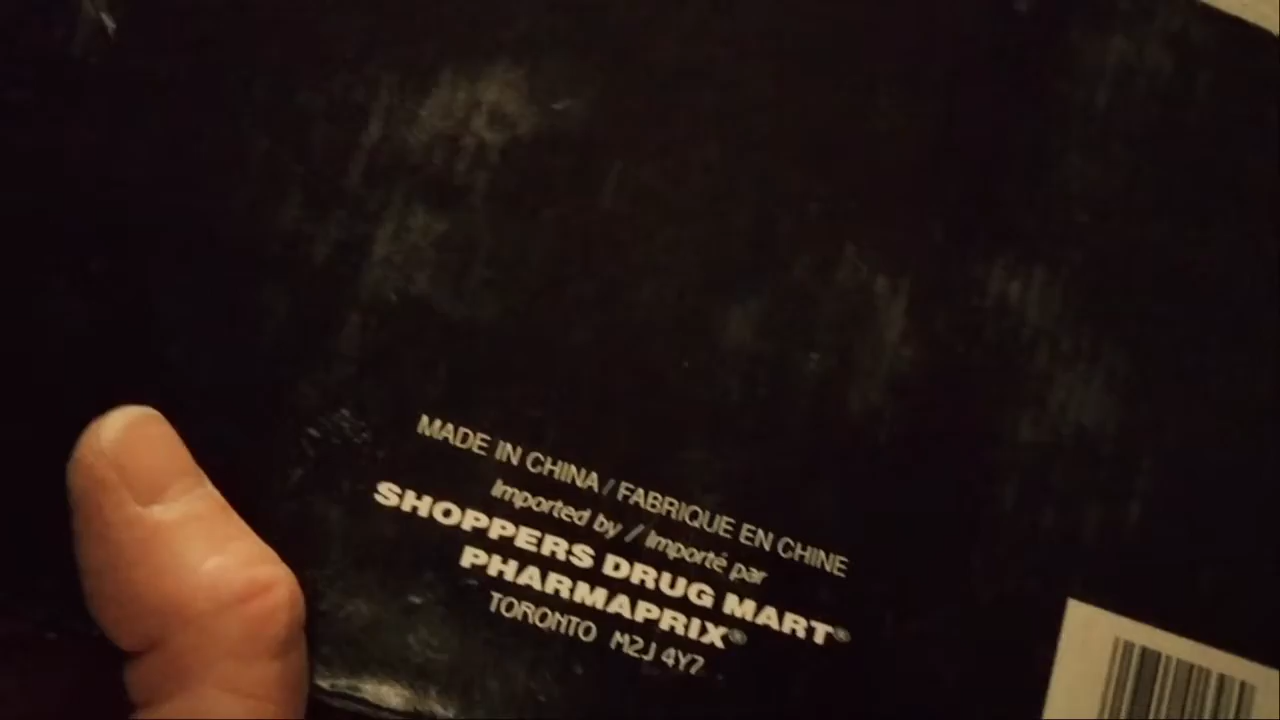 MADE IN CHINA / FABRIQUE EN CHINE
Imported by / Importé par
SHOPPERS DRUG MART®
PHARMAPRIX®
TORONTO M2J 4Y7